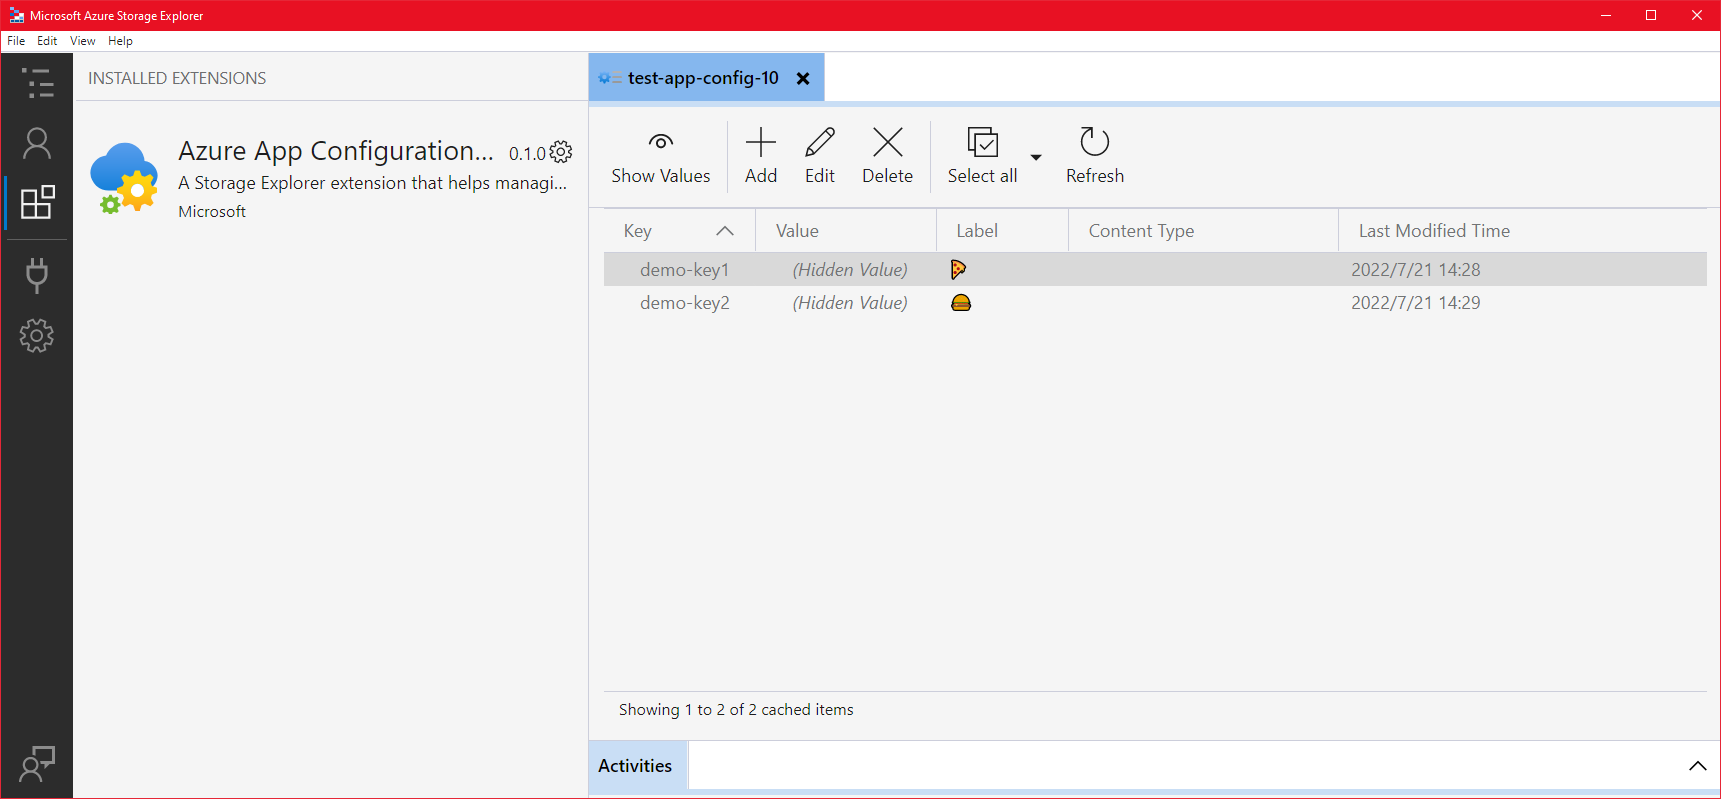 Microsoft Azure Storage Explorer
File Edit View Help
INSTALLED EXTENSIONS
Azure App Configuration... 0.1.0
A Storage Explorer extension that helps managi...
Microsoft
test-app-config-10
Show Values Add Edit Delete Select all Refresh
Key Value Label Content Type Last Modified Time
demo-key1 (Hidden Value) 🍕 2022/7/21 14:28
demo-key2 (Hidden Value) 🍔 2022/7/21 14:29
Showing 1 to 2 of 2 cached items
Activities